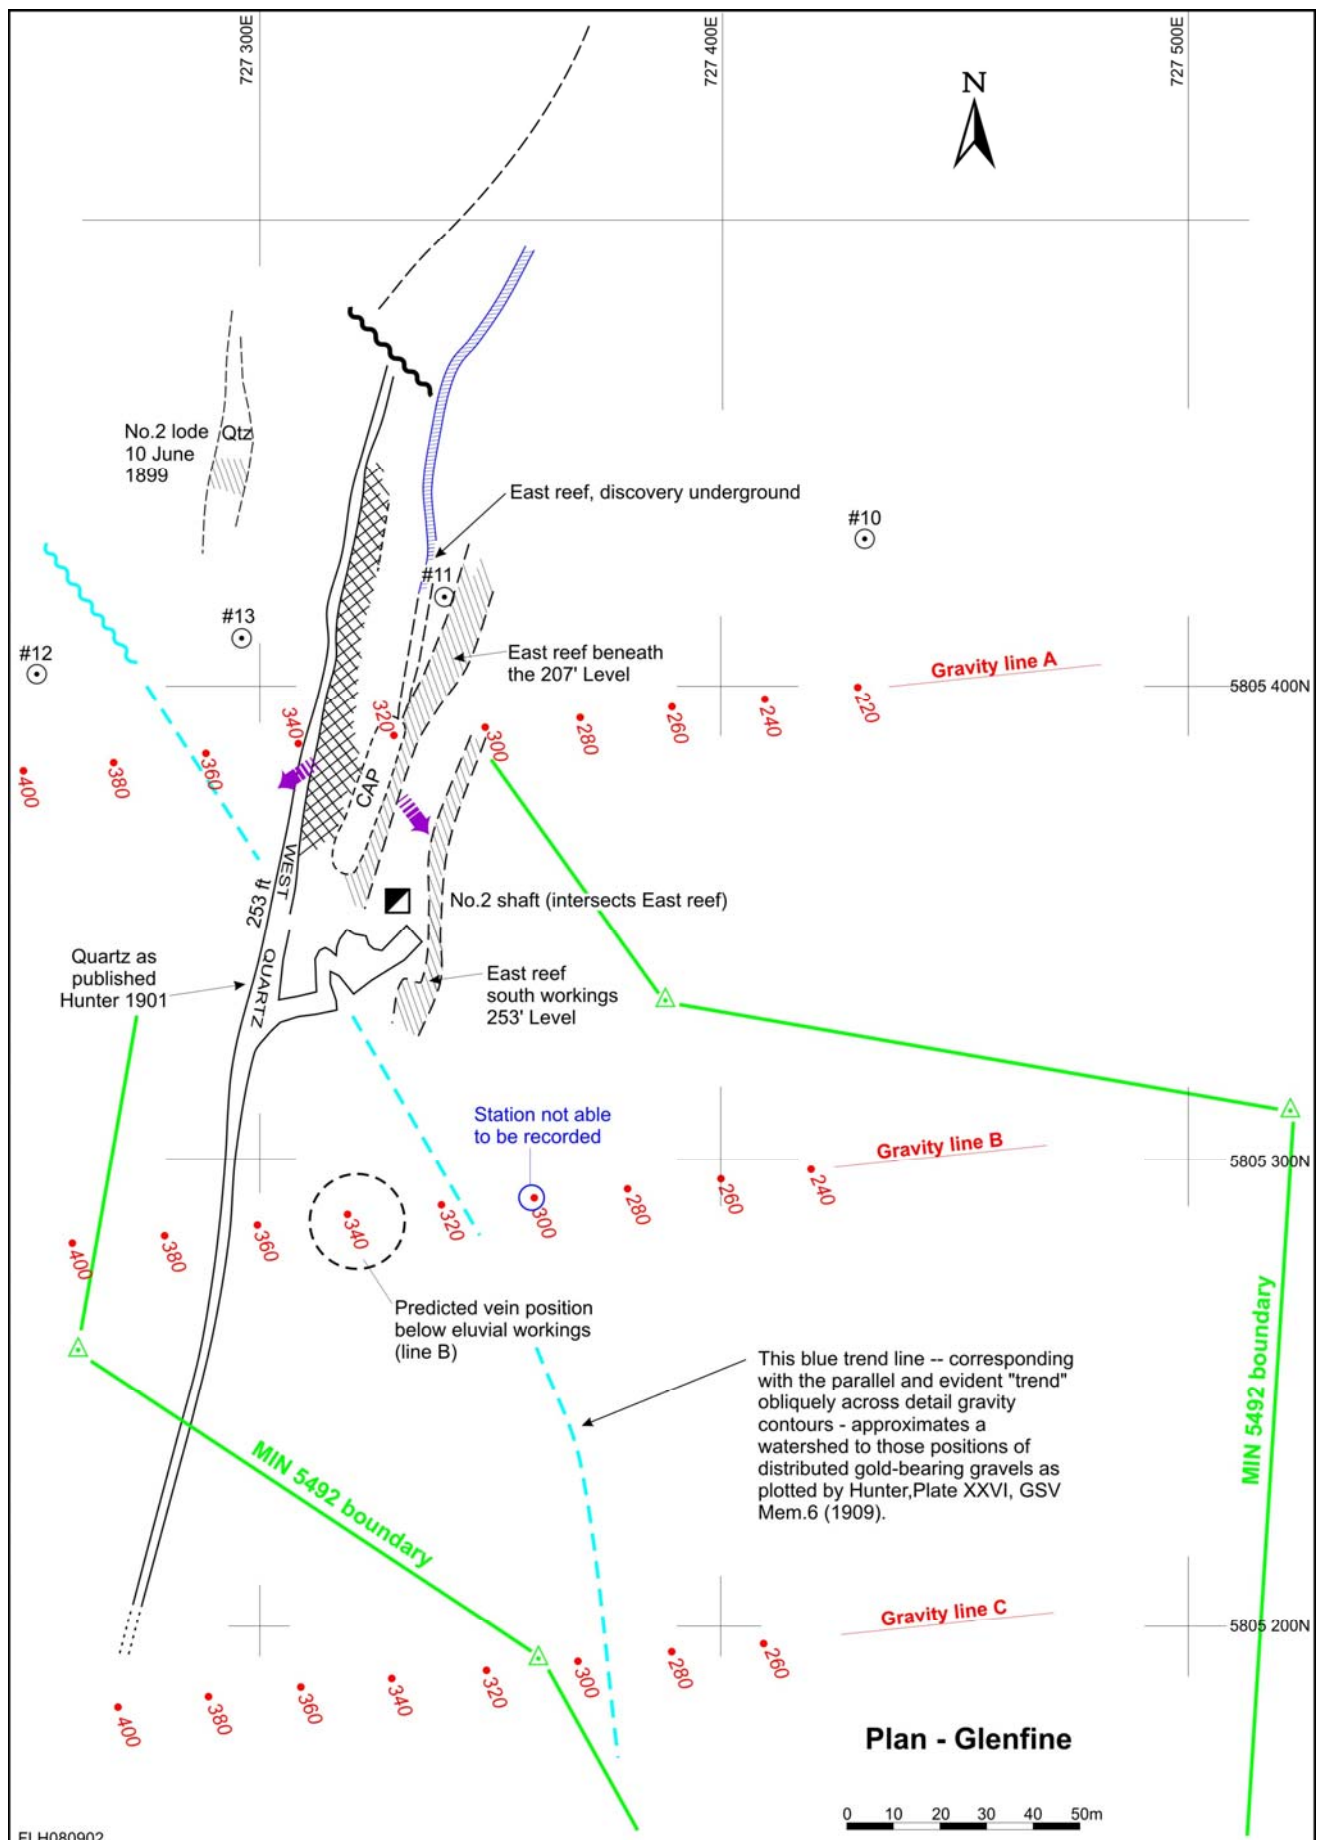 727 300E
727 400E
727 500E
N
No.2 lode
10 June
1899
Qtz
East reef, discovery underground
#10
#11
#13
#12
East reef beneath
the 207' Level
Gravity line A
5805 400N
400
380
360
340
320
300
280
260
240
220
CAP
WEST
253 ft
QUARTZ
No.2 shaft (intersects East reef)
Quartz as
published
Hunter 1901
East reef
south workings
253' Level
Station not able
to be recorded
Gravity line B
5805 300N
400
380
360
340
320
300
280
260
240
Predicted vein position
below eluvial workings
(line B)
This blue trend line -- corresponding
with the parallel and evident "trend"
obliquely across detail gravity
contours - approximates a
watershed to those positions of
distributed gold-bearing gravels as
plotted by Hunter,Plate XXVI, GSV
Mem.6 (1909).
MIN 5492 boundary
MIN 5492 boundary
Gravity line C
5805 200N
400
380
360
340
320
300
280
260
Plan - Glenfine
0 10 20 30 40 50m